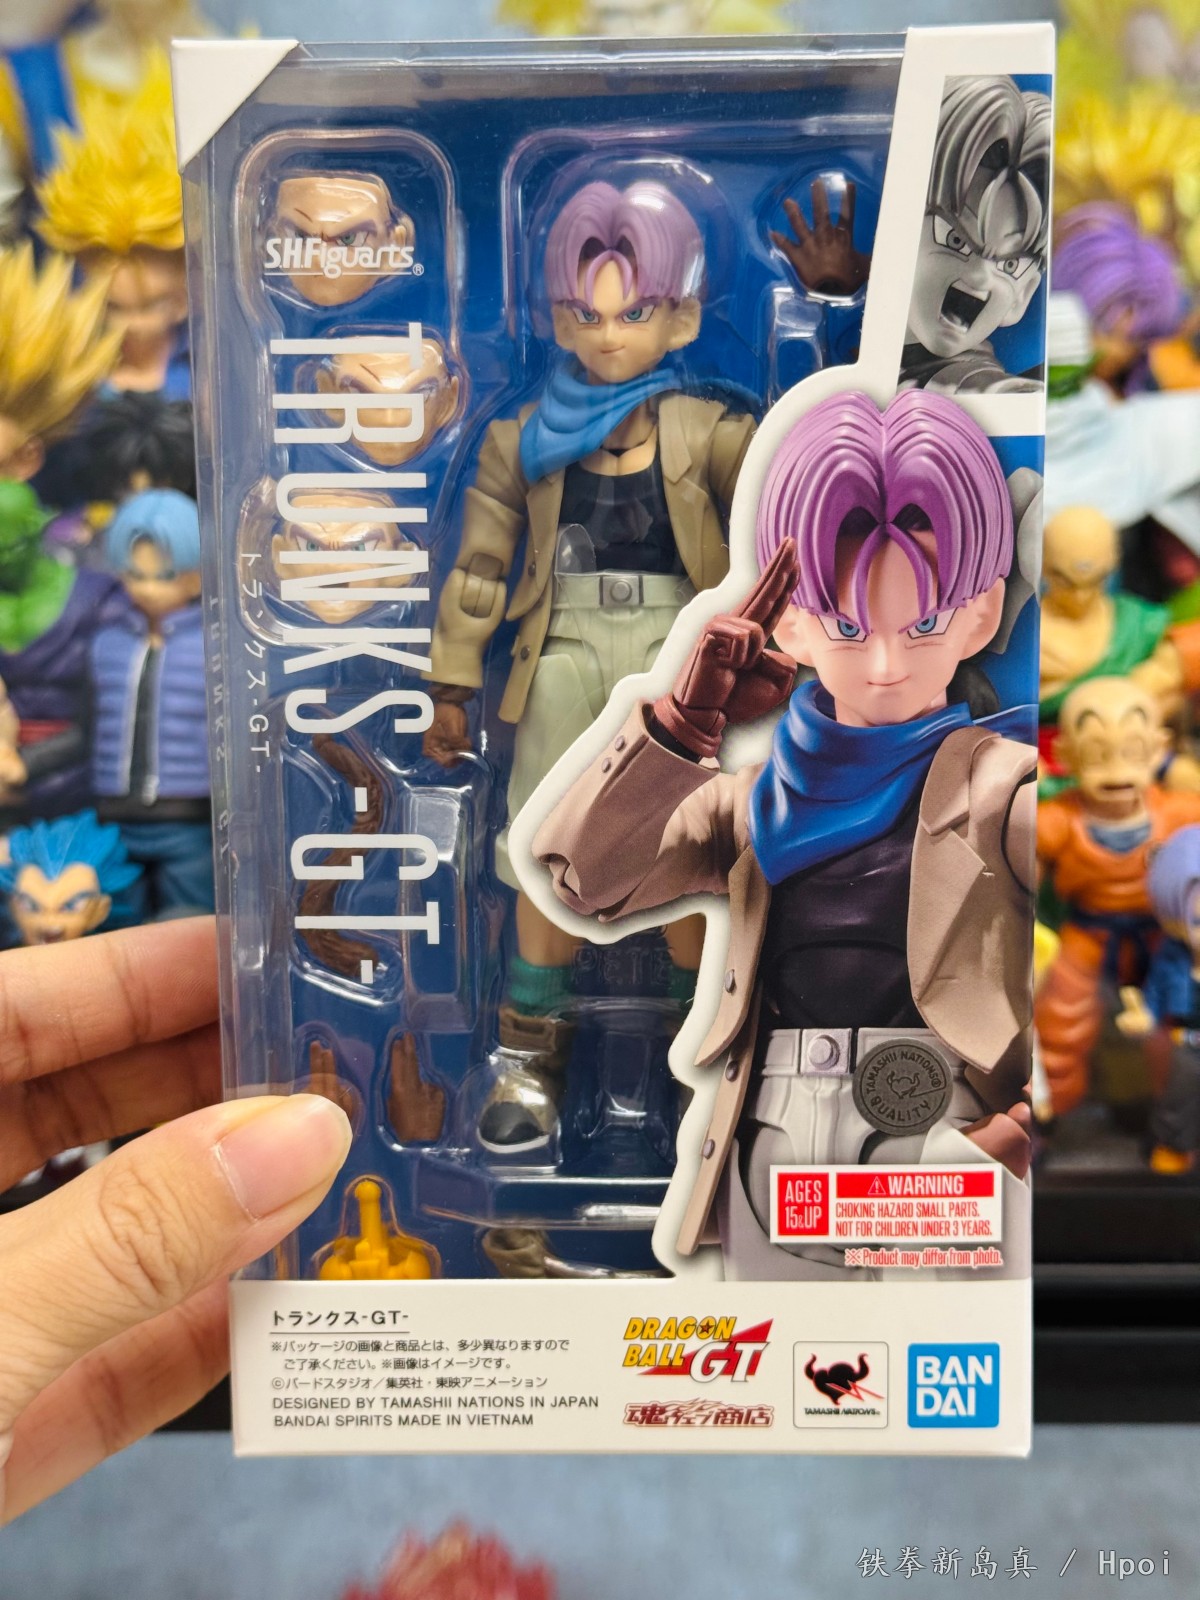 S.H.Figuarts®
TRUNKS -GT-
トランクス-GT-
PETE
TAMASHII NATIONS®
QUALITY
AGES
15&UP
⚠WARNING
CHOKING HAZARD SMALL PARTS.
NOT FOR CHILDREN UNDER 3 YEARS.
※Product may differ from photo.
トランクス-GT-
※パッケージの画像と商品とは、多少異なりますので
ご了承ください。※画像はイメージです。
©バードスタジオ／集英社・東映アニメーション
DESIGNED BY TAMASHII NATIONS IN JAPAN
BANDAI SPIRITS MADE IN VIETNAM
DRAGON
BALL GT
魂ウェブ商店
TAMASHII NATIONS
BAN
DAI
铁拳新岛真 / Hpoi